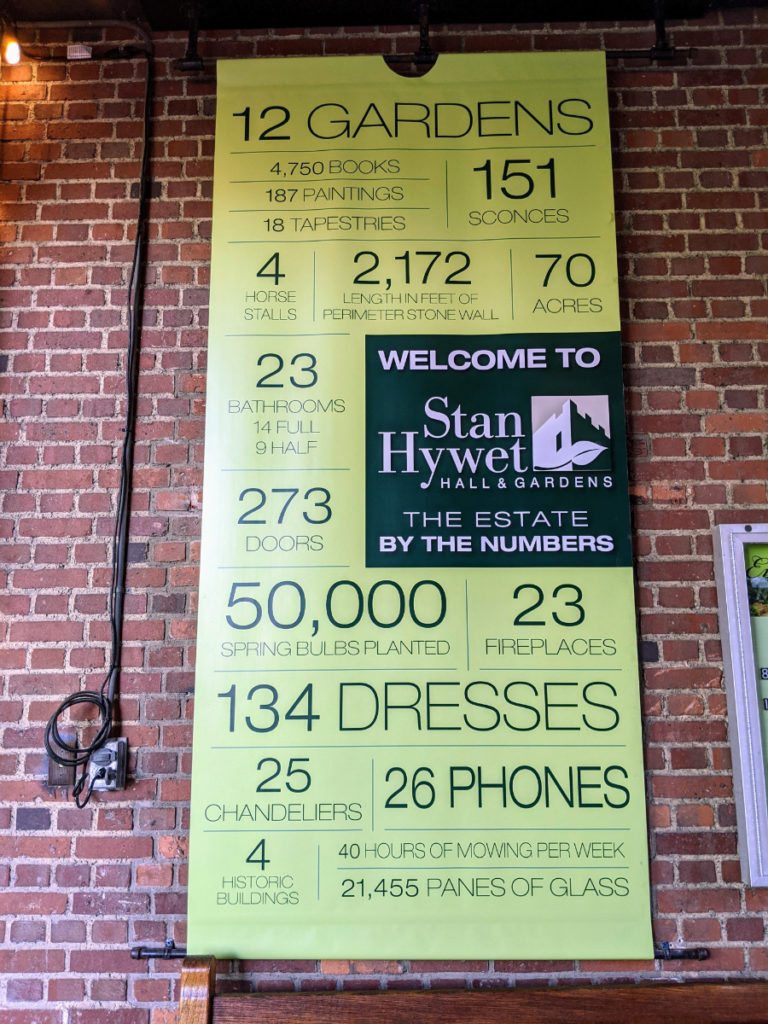 12 GARDENS
4,750 BOOKS
187 PAINTINGS
18 TAPESTRIES
151
SCONCES
4
HORSE
STALLS
2,172
LENGTH IN FEET OF
PERIMETER STONE WALL
70
ACRES
23
BATHROOMS
14 FULL
9 HALF
273
DOORS
WELCOME TO
Stan
Hywet
HALL & GARDENS
THE ESTATE
BY THE NUMBERS
50,000
SPRING BULBS PLANTED
23
FIREPLACES
134 DRESSES
25
CHANDELIERS
26 PHONES
4
HISTORIC
BUILDINGS
40 HOURS OF MOWING PER WEEK
21,455 PANES OF GLASS